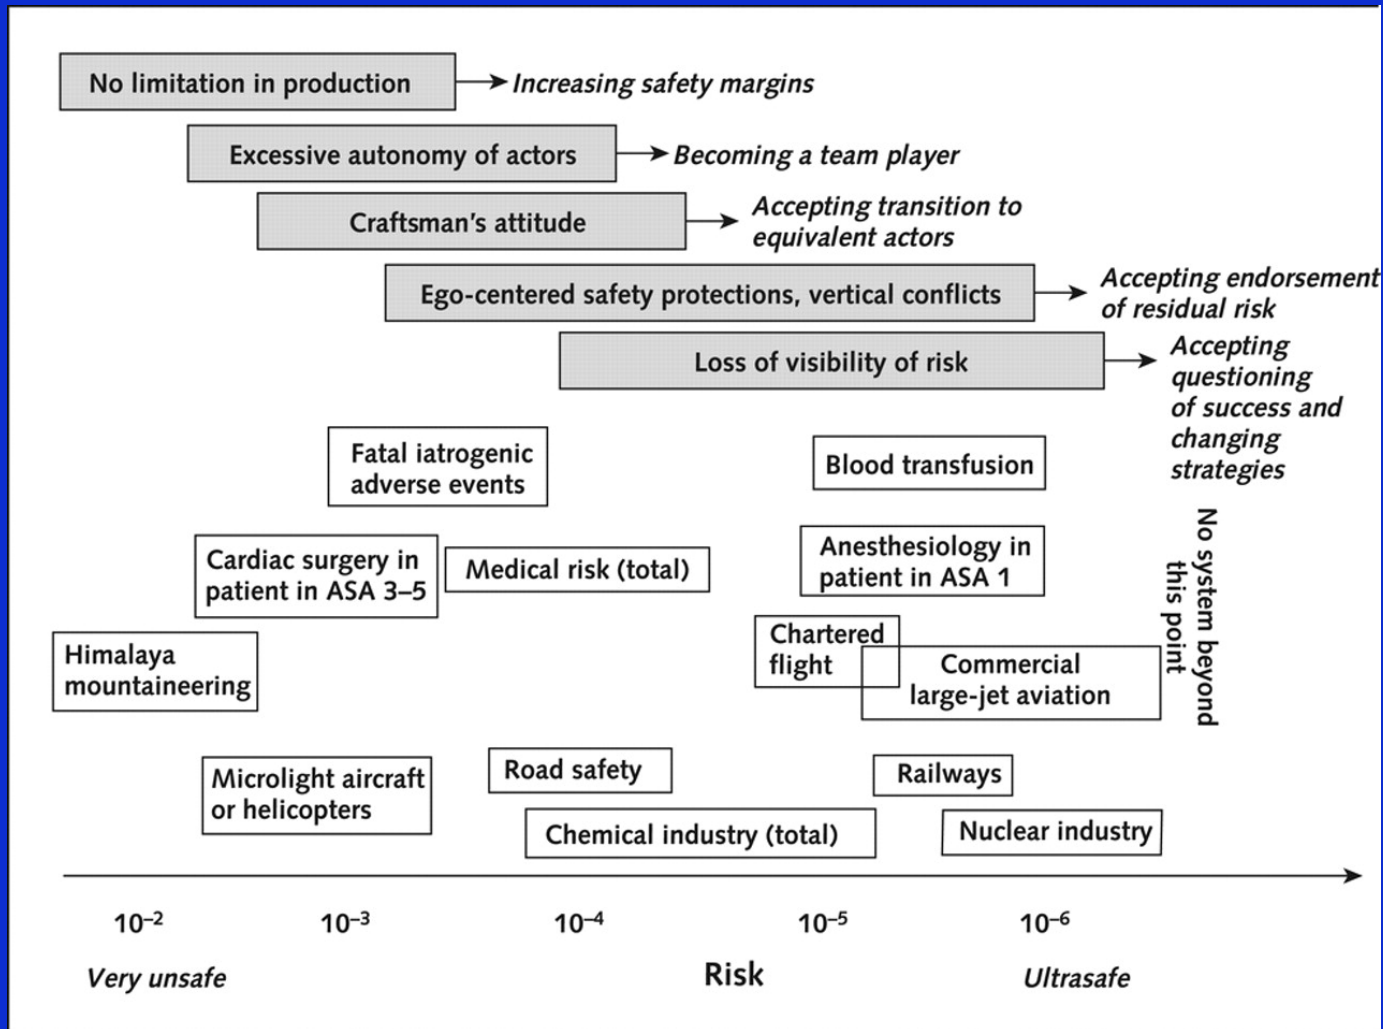 No limitation in production
Increasing safety margins
Excessive autonomy of actors
Becoming a team player
Craftsman’s attitude
Accepting transition to
equivalent actors
Ego-centered safety protections, vertical conflicts
Accepting endorsement
of residual risk
Loss of visibility of risk
Accepting
questioning
of success and
changing
strategies
Fatal iatrogenic
adverse events
Blood transfusion
Cardiac surgery in
patient in ASA 3–5
Medical risk (total)
Anesthesiology in
patient in ASA 1
No system beyond
this point
Himalaya
mountaineering
Chartered
flight
Commercial
large-jet aviation
Microlight aircraft
or helicopters
Road safety
Railways
Chemical industry (total)
Nuclear industry
10–2 10–3 10–4 10–5 10–6
Very unsafe Risk Ultrasafe